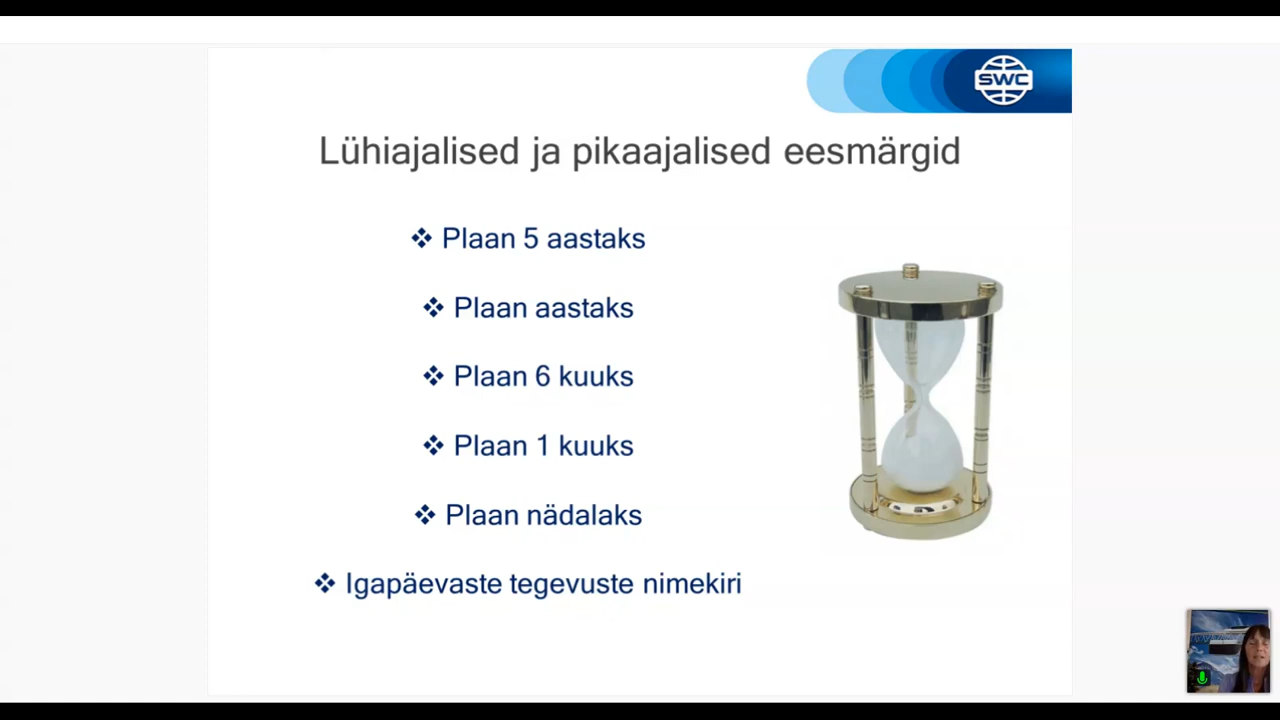 SWC
Lühiajalised ja pikaajalised eesmärgid
❖ Plaan 5 aastaks
❖ Plaan aastaks
❖ Plaan 6 kuuks
❖ Plaan 1 kuuks
❖ Plaan nädalaks
❖ Igapäevaste tegevuste nimekiri